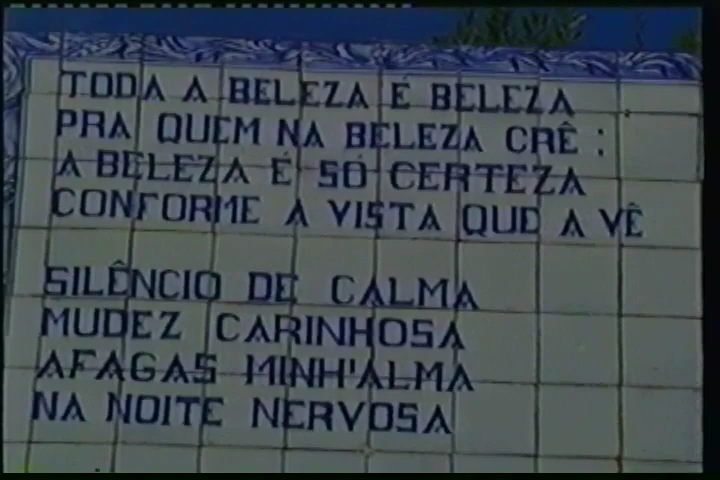 TODA A BELEZA É BELEZA
PRA QUEM NA BELEZA CRÊ :
A BELEZA É SÓ CERTEZA
CONFORME A VISTA QUE A VÊ
SILÊNCIO DE CALMA
MUDEZ CARINHOSA
AFAGAS MINH'ALMA
NA NOITE NERVOSA